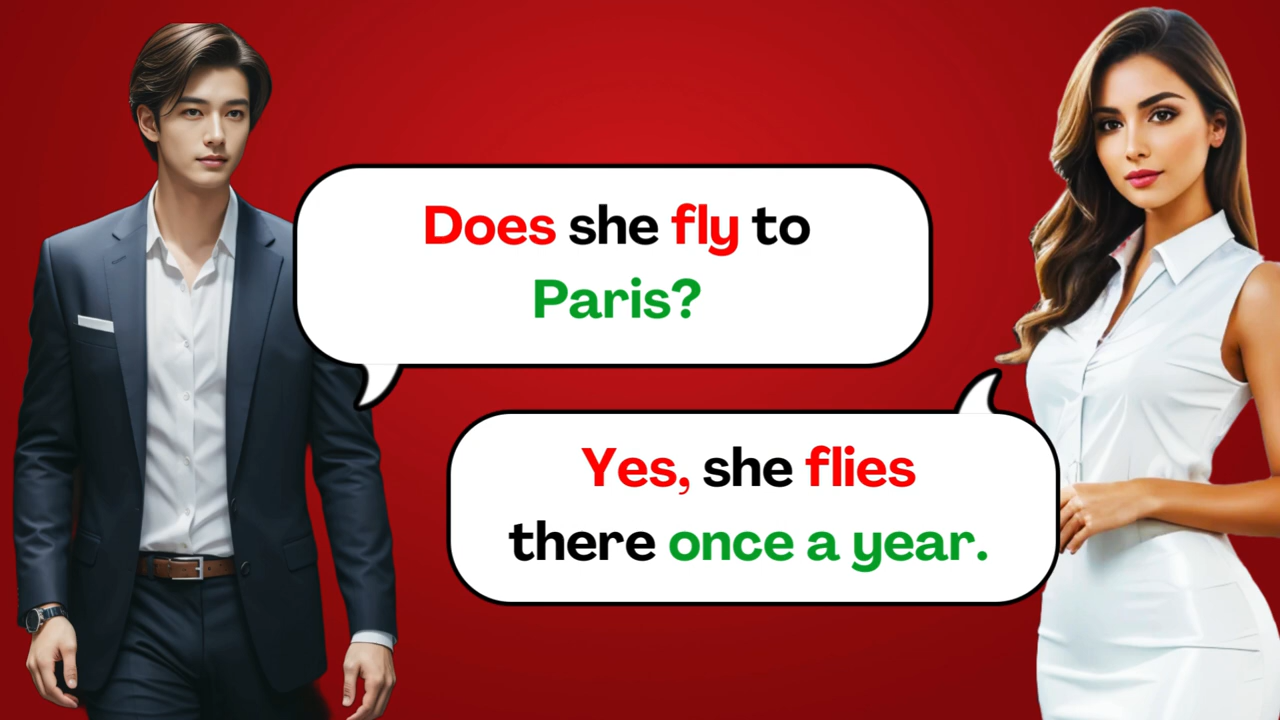 Does she fly to
Paris?
Yes, she flies
there once a year.